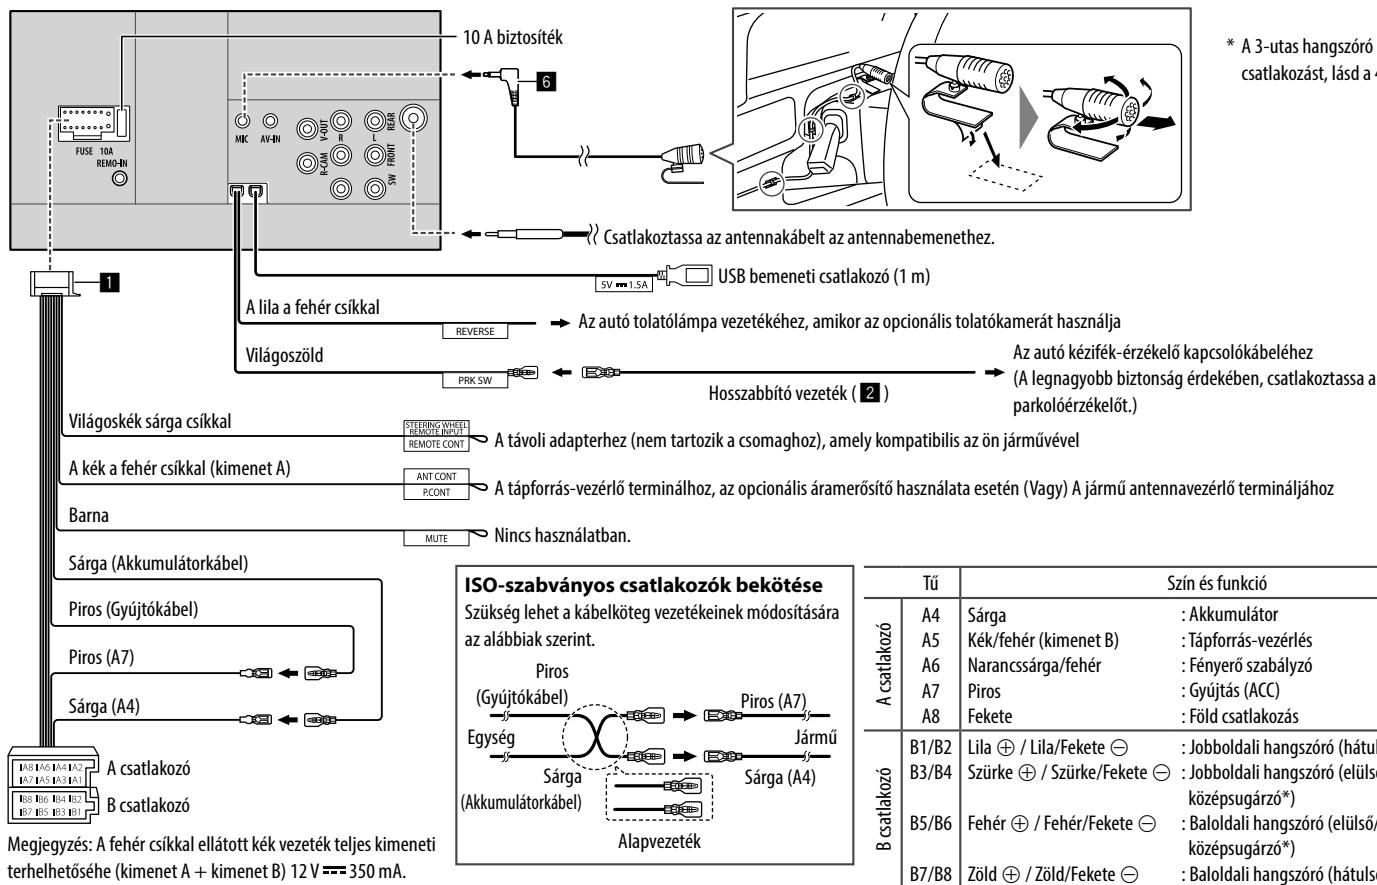 10 A biztosíték
6
* A 3-utas hangszóró
csatlakozást, lásd a
FUSE 10A
REMO-IN
MIC
AV-IN
V-OUT
R-CAM
R
L
REAR
FRONT
SW
Csatlakoztassa az antennakábelt az antennabemenethez.
5V ⎓ 1.5A
USB bemeneti csatlakozó (1 m)
1
A lila a fehér csíkkal
REVERSE
Az autó tolatólámpa vezetékéhez, amikor az opcionális tolatókamerát használja
Világoszöld
PRK SW
Hosszabbító vezeték ( 2 )
Az autó kézifék-érzékelő kapcsolókábeléhez
(A legnagyobb biztonság érdekében, csatlakoztassa a
parkolóérzékelőt.)
Világoskék sárga csíkkal
STEERING WHEEL
REMOTE INPUT
REMOTE CONT
A távoli adapterhez (nem tartozik a csomaghoz), amely kompatibilis az ön járművével
A kék a fehér csíkkal (kimenet A)
ANT CONT
P.CONT
A tápforrás-vezérlő terminálhoz, az opcionális áramerősítő használata esetén (Vagy) A jármű antennavezérlő termináljához
Barna
MUTE
Nincs használatban.
Sárga (Akkumulátorkábel)
Piros (Gyújtókábel)
Piros (A7)
Sárga (A4)
A8 A6 A4 A2
A7 A5 A3 A1
A csatlakozó
B8 B6 B4 B2
B7 B5 B3 B1
B csatlakozó
Megjegyzés: A fehér csíkkal ellátott kék vezeték teljes kimeneti
terhelhetőséhe (kimenet A + kimenet B) 12 V ⎓ 350 mA.
ISO-szabványos csatlakozók bekötése
Szükség lehet a kábelköteg vezetékeinek módosítására
az alábbiak szerint.
Piros
(Gyújtókábel)
Piros (A7)
Egység
Jármű
Sárga
(Akkumulátorkábel)
Sárga (A4)
Alapvezeték
Tű Szín és funkció
A csatlakozó
A4 Sárga : Akkumulátor
A5 Kék/fehér (kimenet B) : Tápforrás-vezérlés
A6 Narancssárga/fehér : Fényerő szabályzó
A7 Piros : Gyújtás (ACC)
A8 Fekete : Föld csatlakozás
B csatlakozó
B1/B2 Lila ⊕ / Lila/Fekete ⊖ : Jobboldali hangszóró
B3/B4 Szürke ⊕ / Szürke/Fekete ⊖ : Jobboldali hangszóró
középsugárzó*)
B5/B6 Fehér ⊕ / Fehér/Fekete ⊖ : Baloldali hangszóró (elülső/
középsugárzó*)
B7/B8 Zöld ⊕ / Zöld/Fekete ⊖ : Baloldali hangszóró